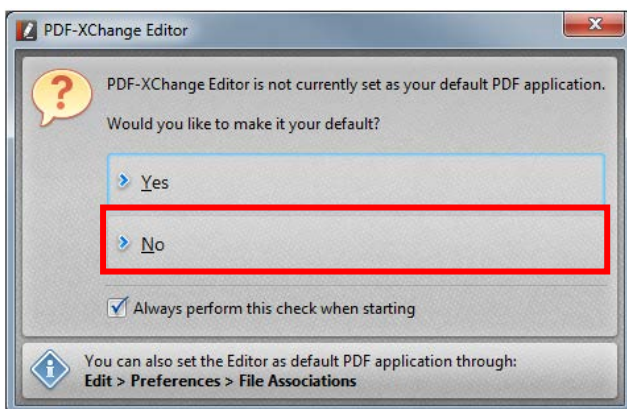 PDF-XChange Editor
PDF-XChange Editor is not currently set as your default PDF application.
Would you like to make it your default?
Yes
No
Always perform this check when starting
You can also set the Editor as default PDF application through:
Edit > Preferences > File Associations